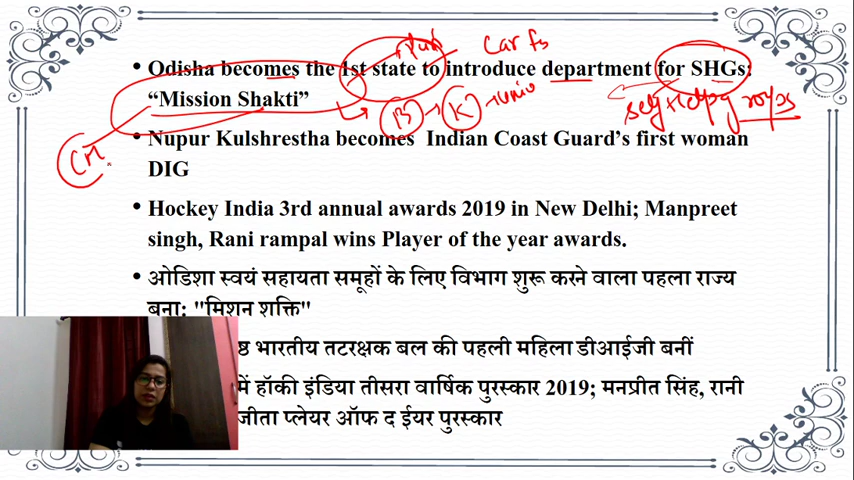 Car fs
• Odisha becomes the 1st state to introduce department for SHGs:
"Mission Shakti"
B → K
CM
• Nupur Kulshrestha becomes Indian Coast Guard's first woman
DIG
• Hockey India 3rd annual awards 2019 in New Delhi; Manpreet
singh, Rani rampal wins Player of the year awards.
• ओडिशा स्वयं सहायता समूहों के लिए विभाग शुरू करने वाला पहला राज्य
बना: "मिशन शक्ति"
ष्ठ भारतीय तटरक्षक बल की पहली महिला डीआईजी बनीं
में हॉकी इंडिया तीसरा वार्षिक पुरस्कार 2019; मनप्रीत सिंह, रानी
जीता प्लेयर ऑफ द ईयर पुरस्कार